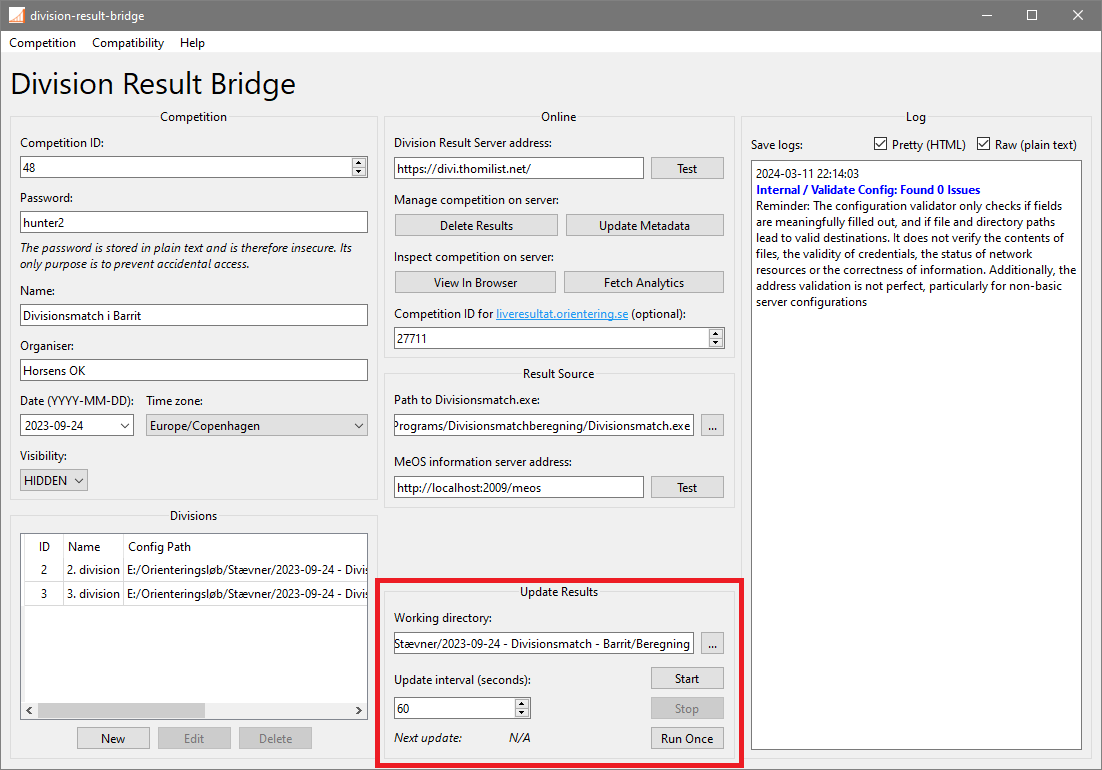 division-result-bridge
Competition Compatibility Help
Division Result Bridge
Competition
Competition ID:
48
Password:
hunter2
The password is stored in plain text and is therefore insecure. Its
only purpose is to prevent accidental access.
Name:
Divisionsmatch i Barrit
Organiser:
Horsens OK
Date (YYYY-MM-DD): Time zone:
2023-09-24 Europe/Copenhagen
Visibility:
HIDDEN
Divisions
ID Name Config Path
2 2. division E:/Orienteringsløb/Stævner/2023-09-24 - Divis
3 3. division E:/Orienteringsløb/Stævner/2023-09-24 - Divis
New Edit Delete
Online
Division Result Server address:
https://divi.thomilist.net/ Test
Manage competition on server:
Delete Results Update Metadata
Inspect competition on server:
View In Browser Fetch Analytics
Competition ID for liveresultat.orientering.se (optional):
27711
Result Source
Path to Divisionsmatch.exe:
Programs/Divisionsmatchberegning/Divisionsmatch.exe ...
MeOS information server address:
http://localhost:2009/meos Test
Update Results
Working directory:
Stævner/2023-09-24 - Divisionsmatch - Barrit/Beregning ...
Update interval (seconds): Start
60 Stop
Next update: N/A Run Once
Log
Save logs: Pretty (HTML) Raw (plain text)
2024-03-11 22:14:03
Internal / Validate Config: Found 0 Issues
Reminder: The configuration validator only checks if fields
are meaningfully filled out, and if file and directory paths
lead to valid destinations. It does not verify the contents of
files, the validity of credentials, the status of network
resources or the correctness of information. Additionally, the
address validation is not perfect, particularly for non-basic
server configurations